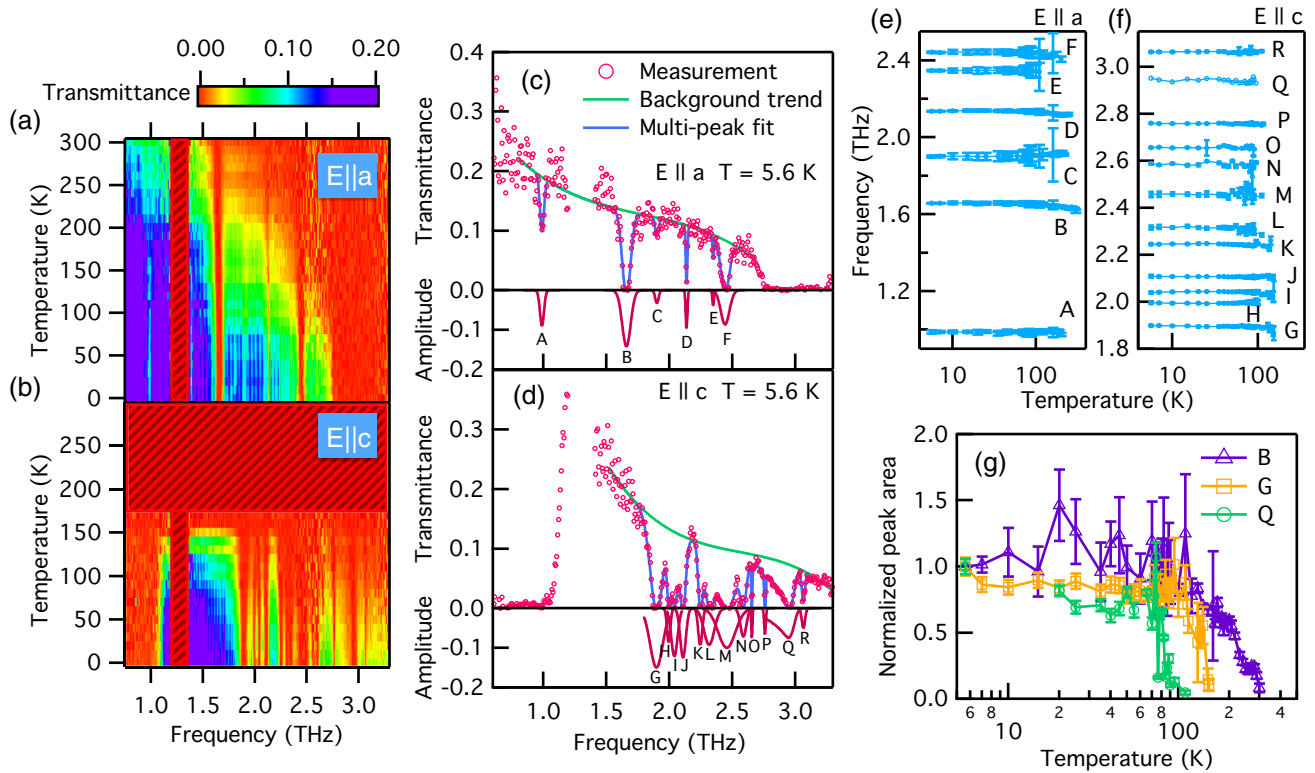 0.00 0.10 0.20
Transmittance
(a)
E||a
300
250
200
150
100
50
0
Temperature (K)
(b)
E||c
250
200
150
100
50
0
Temperature (K)
1.0 1.5 2.0 2.5 3.0
Frequency (THz)
(c)
Measurement
Background trend
Multi-peak fit
E || a T = 5.6 K
0.4
0.3
0.2
0.1
0.0
-0.1
-0.2
Transmittance
Amplitude
A B C D E F
(d)
E || c T = 5.6 K
0.3
0.2
0.1
0.0
-0.1
-0.2
Transmittance
Amplitude
G H I J K L M N O P Q R
1.0 1.5 2.0 2.5 3.0
Frequency (THz)
(e) E || a
2.4
2.0
1.6
1.2
Frequency (THz)
F
E
D
C
B
A
10 100
(f) E || c
3.0
2.8
2.6
2.4
2.2
2.0
1.8
R
Q
P
O
N
M
L
K
J
I
H
G
10 100
Temperature (K)
(g)
B
G
Q
2.0
1.5
1.0
0.5
0.0
Normalized peak area
6 8 10 2 4 6 8 100 2 4
Temperature (K)